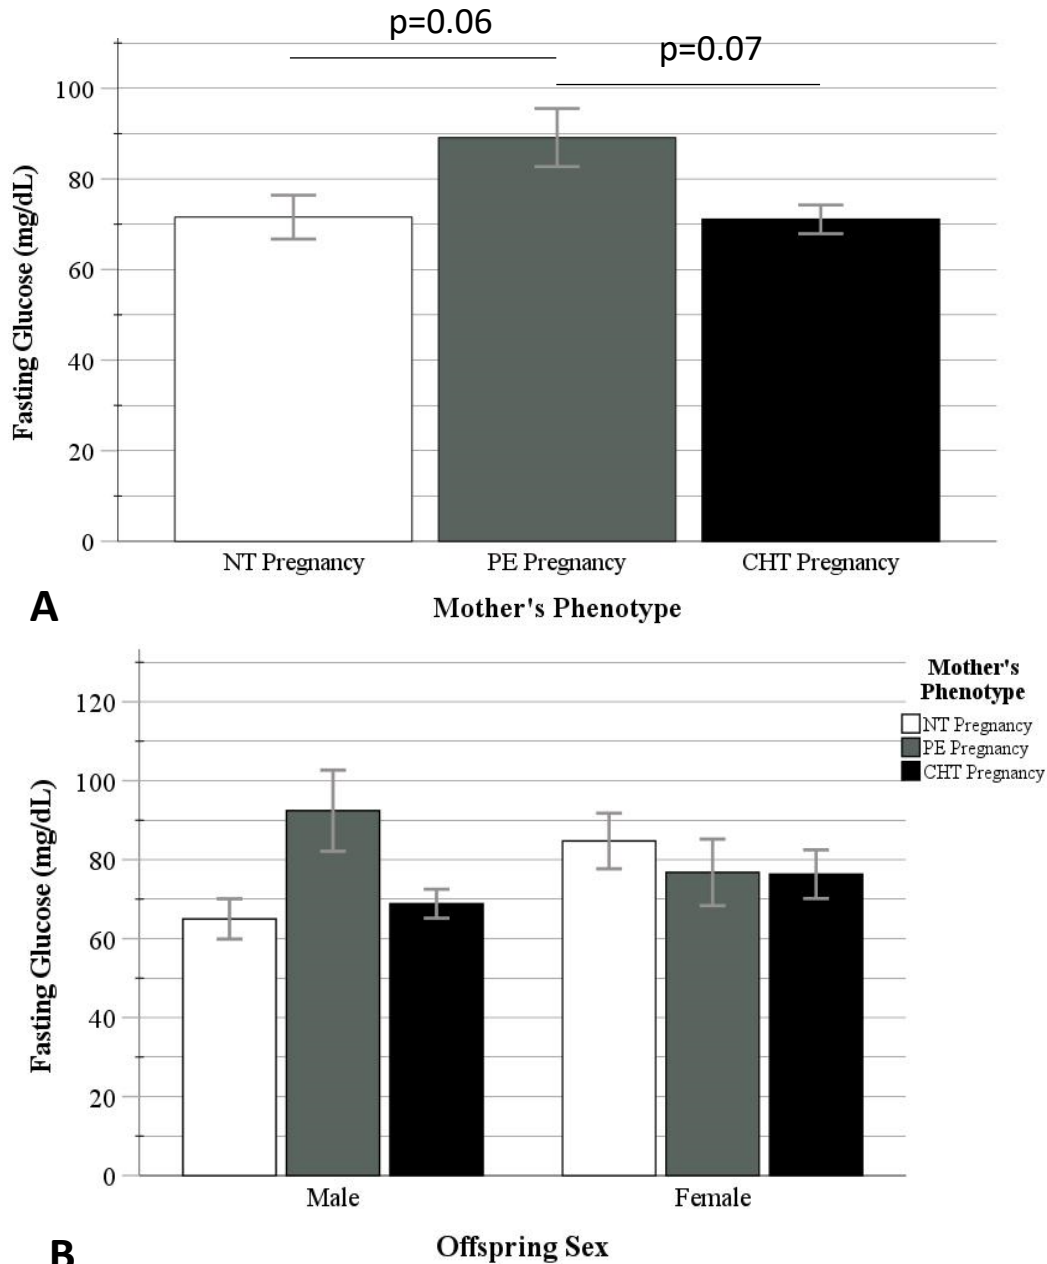 p=0.06
p=0.07
Fasting Glucose (mg/dL)
100
80
60
40
20
0
NT Pregnancy PE Pregnancy CHT Pregnancy
A
Mother's Phenotype
Mother's
Phenotype
NT Pregnancy
PE Pregnancy
CHT Pregnancy
Fasting Glucose (mg/dL)
120
100
80
60
40
20
0
Male Female
Offspring Sex
B